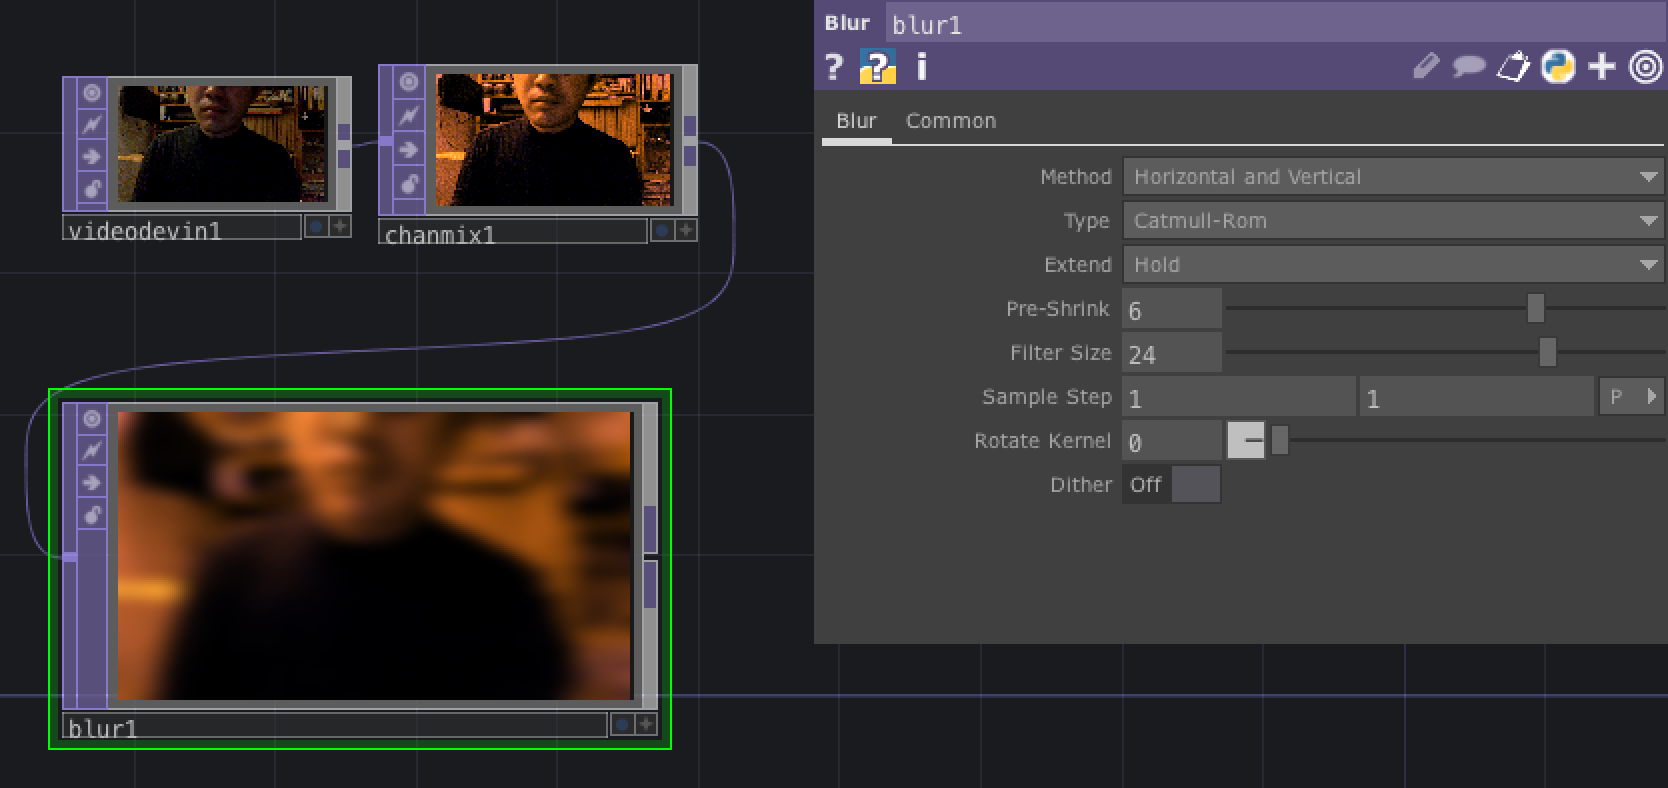 videodevin1
chanmix1
blur1
Blur blur1
? ? i
Blur Common
Method Horizontal and Vertical
Type Catmull-Rom
Extend Hold
Pre-Shrink 6
Filter Size 24
Sample Step 1 1 P
Rotate Kernel 0
Dither Off